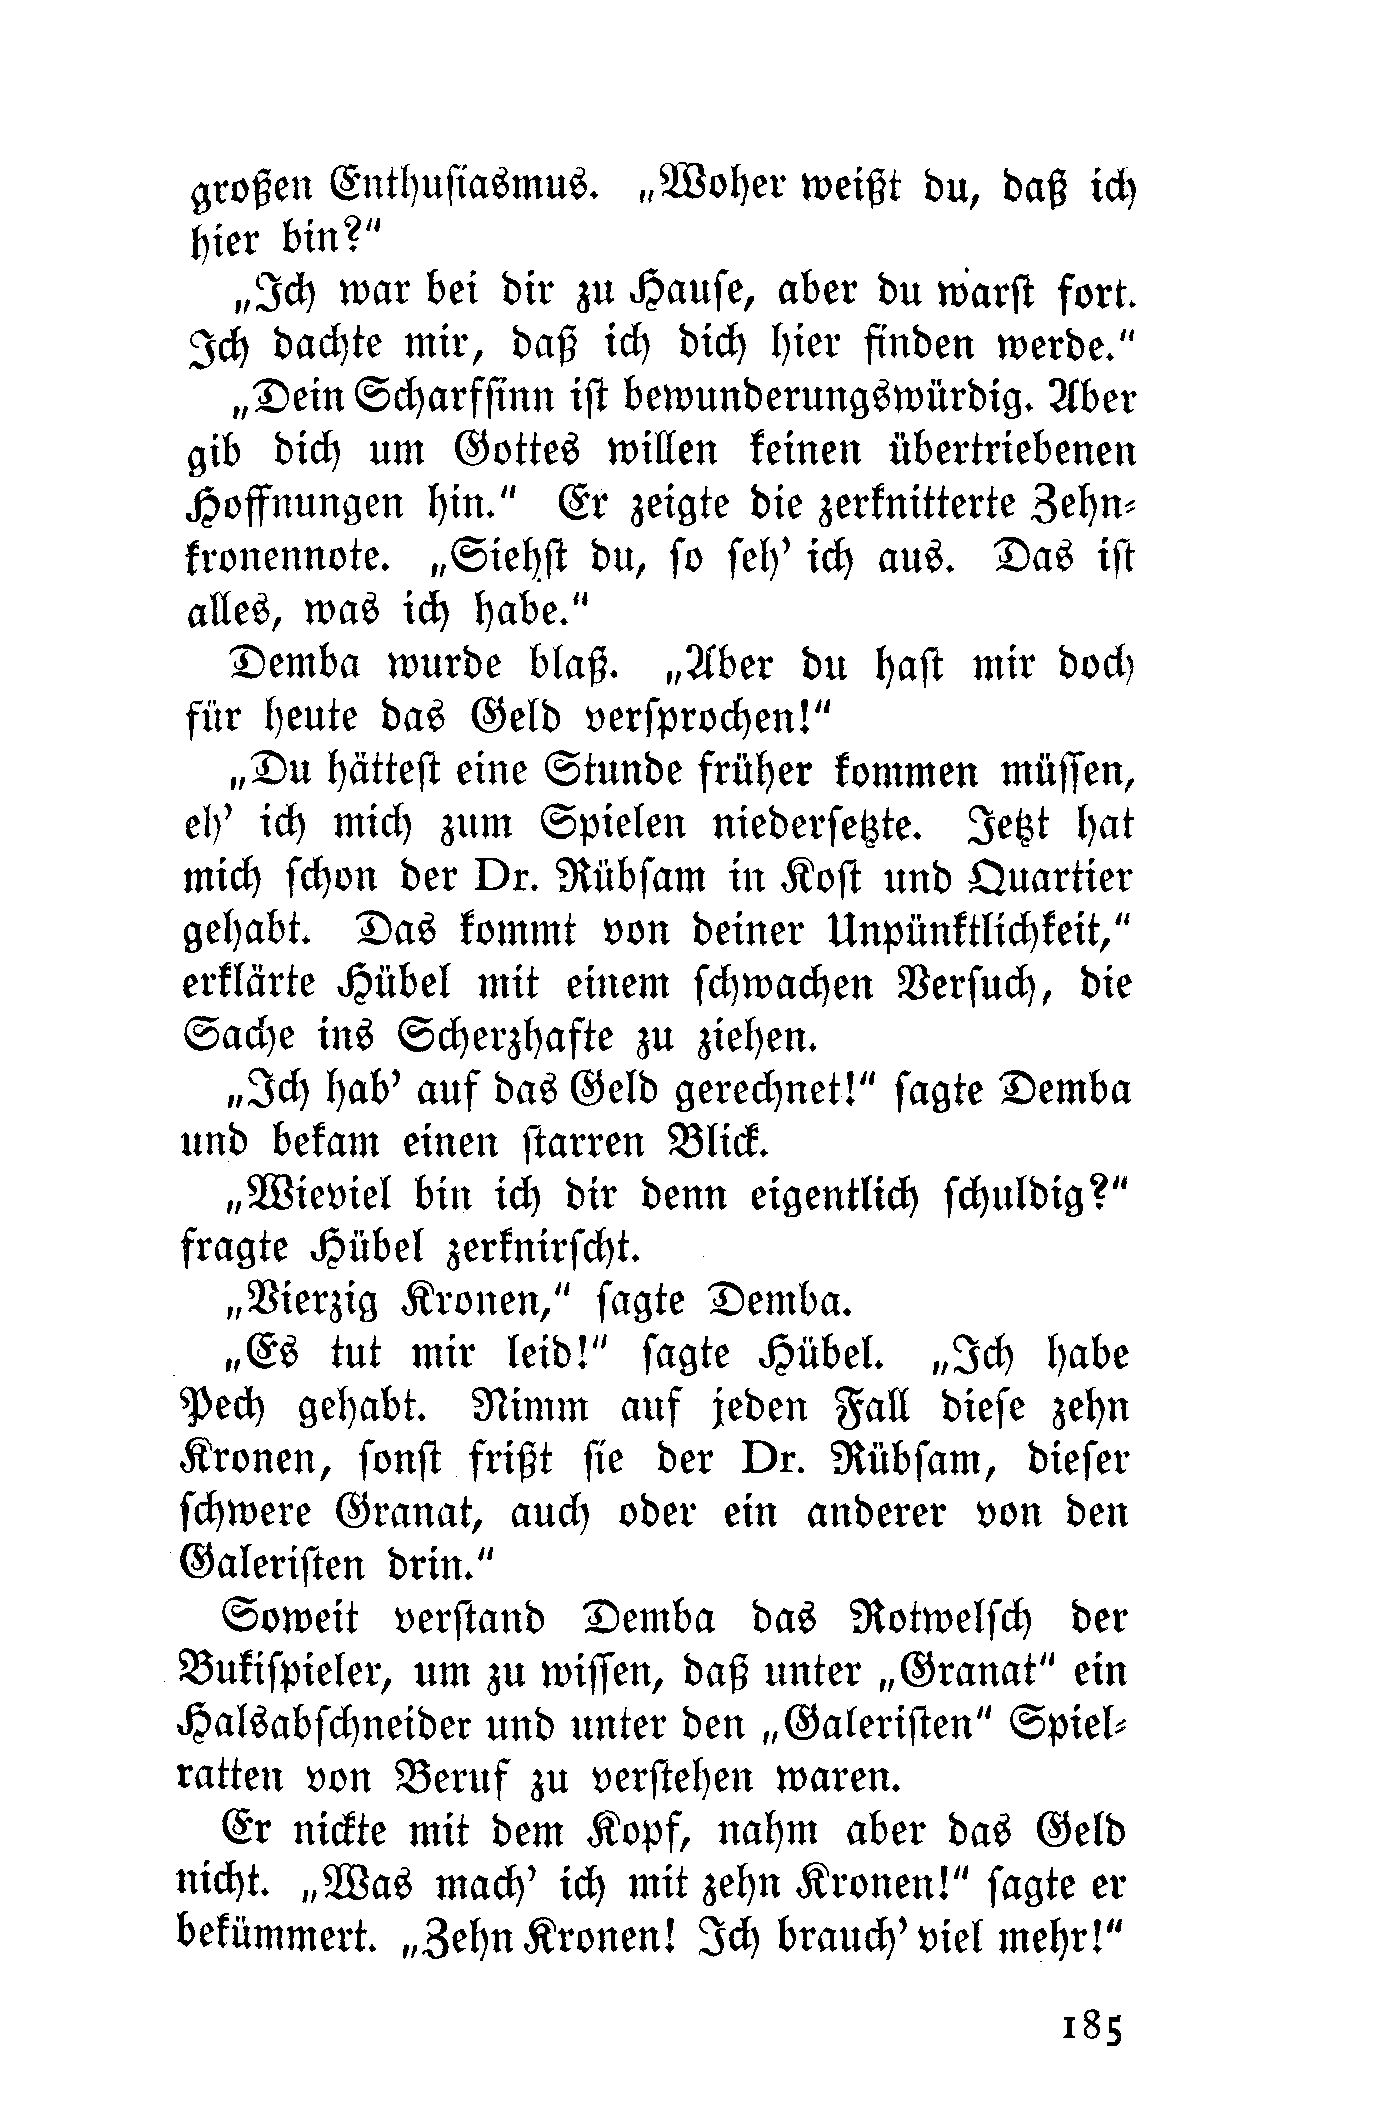 großen Enthusiasmus. „Woher weißt du, daß ich
hier bin?“
„Ich war bei dir zu Hause, aber du warst fort.
Ich dachte mir, daß ich dich hier finden werde.“
„Dein Scharfsinn ist bewunderungswürdig. Aber
gib dich um Gottes willen keinen übertriebenen
Hoffnungen hin.“ Er zeigte die zerknitterte Zehn-
kronennote. „Siehst du, so seh’ ich aus. Das ist
alles, was ich habe.“
Demba wurde blaß. „Aber du hast mir doch
für heute das Geld versprochen!“
„Du hättest eine Stunde früher kommen müssen,
eh’ ich mich zum Spielen niedersetzte. Jetzt hat
mich schon der Dr. Rübsam in Kost und Quartier
gehabt. Das kommt von deiner Unpünktlichkeit,“
erklärte Hübel mit einem schwachen Versuch, die
Sache ins Scherzhafte zu ziehen.
„Ich hab’ auf das Geld gerechnet!“ sagte Demba
und bekam einen starren Blick.
„Wieviel bin ich dir denn eigentlich schuldig?“
fragte Hübel zerknirscht.
„Vierzig Kronen,“ sagte Demba.
„Es tut mir leid!“ sagte Hübel. „Ich habe
Pech gehabt. Nimm auf jeden Fall diese zehn
Kronen, sonst frißt sie der Dr. Rübsam, dieser
schwere Granat, auch oder ein anderer von den
Galeristen drin.“
Soweit verstand Demba das Rotwelsch der
Bukispieler, um zu wissen, daß unter „Granat“ ein
Halsabschneider und unter den „Galeristen“ Spiel-
ratten von Beruf zu verstehen waren.
Er nickte mit dem Kopf, nahm aber das Geld
nicht. „Was mach’ ich mit zehn Kronen!“ sagte er
bekümmert. „Zehn Kronen! Ich brauch’ viel mehr!“
185